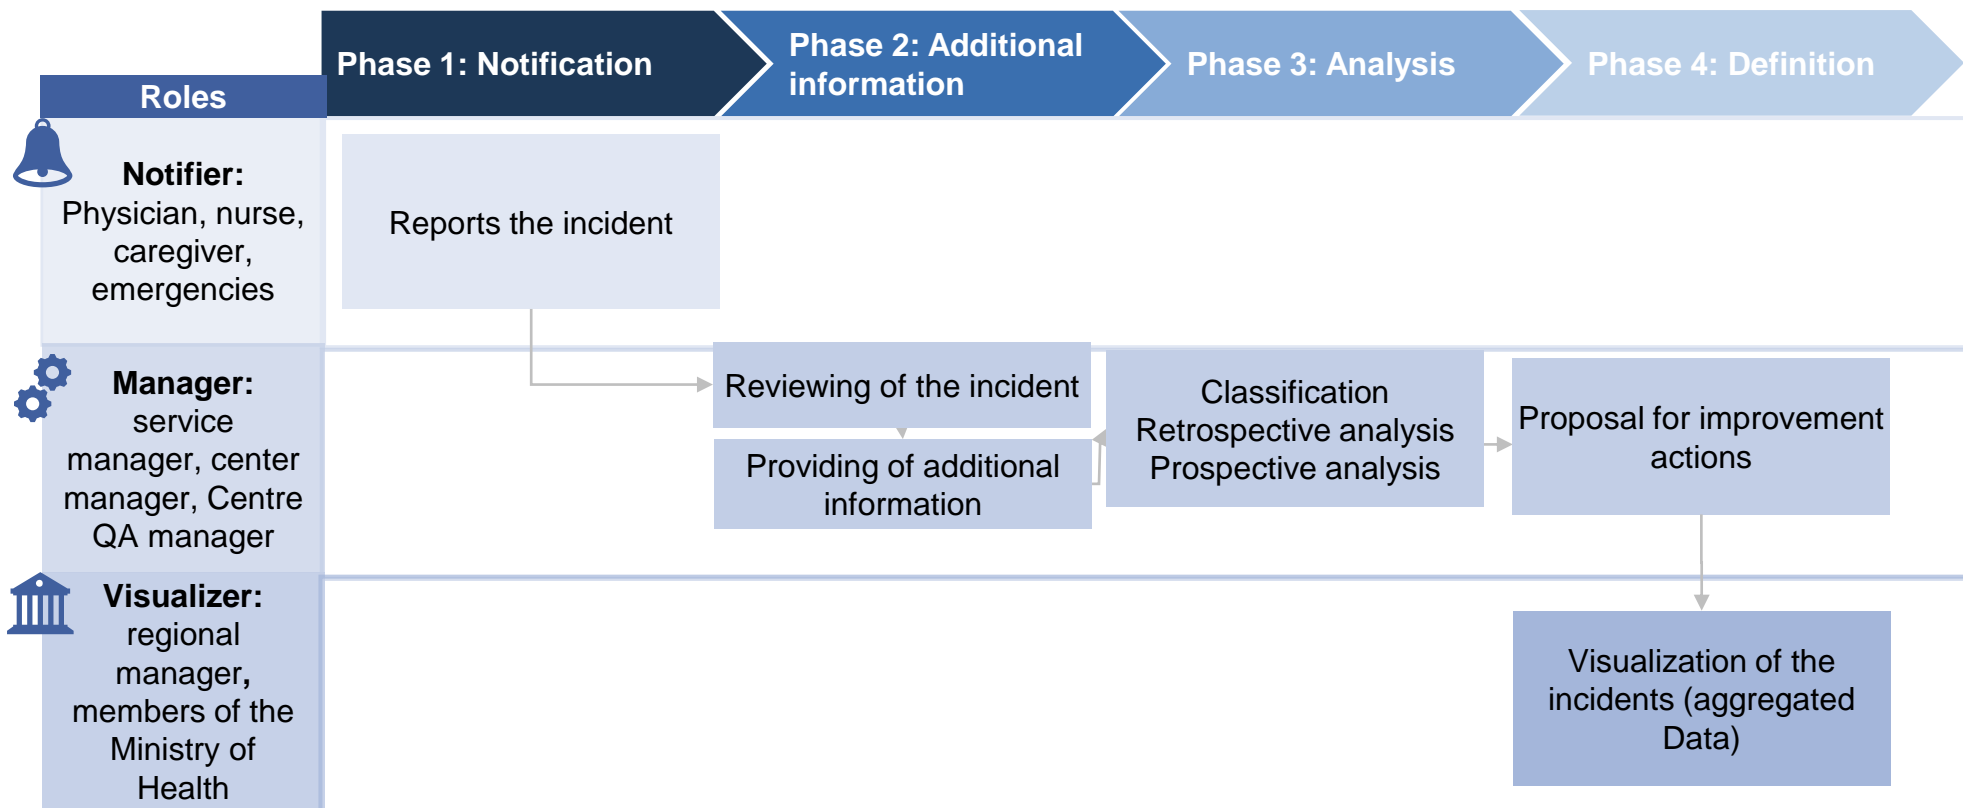 Phase 1: Notification
Phase 2: Additional
information
Phase 3: Analysis
Phase 4: Definition
Roles
Notifier:
Physician, nurse,
caregiver,
emergencies
Reports the incident
Manager:
service
manager, center
manager, Centre
QA manager
Reviewing of the incident
Providing of additional
information
Classification
Retrospective analysis
Prospective analysis
Proposal for improvement
actions
Visualizer:
regional
manager,
members of the
Ministry of
Health
Visualization of the
incidents (aggregated
Data)